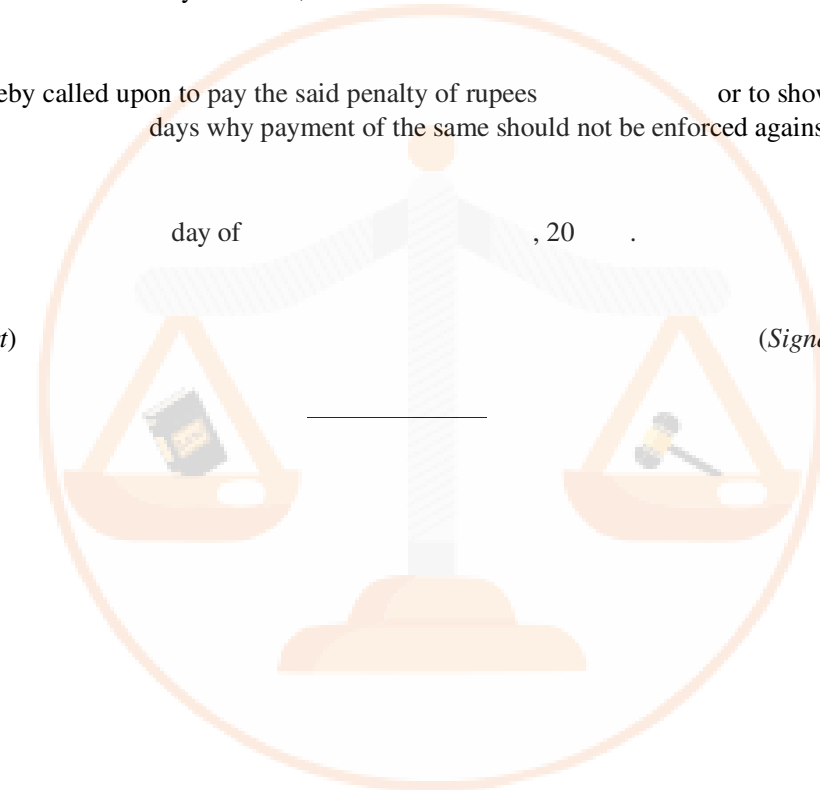 eby called upon to pay the said penalty of rupees or to show
days why payment of the same should not be enforced agains
day of , 20 .
t) (Signa